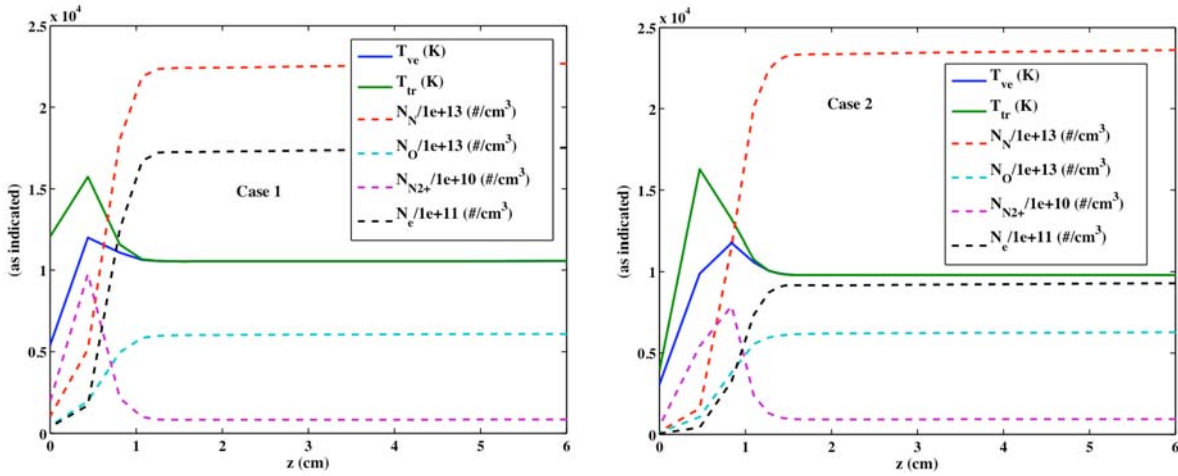 x 10^4
2.5
2
1.5
1
0.5
0
(as indicated)
T_ve (K)
T_tr (K)
N_N/1e+13 (#/cm^3)
N_O/1e+13 (#/cm^3)
N_N2+/1e+10 (#/cm^3)
N_e/1e+11 (#/cm^3)
Case 1
0 1 2 3 4 5 6
z (cm)
x 10^4
2.5
2
1.5
1
0.5
0
(as indicated)
Case 2
T_ve (K)
T_tr (K)
N_N/1e+13 (#/cm^3)
N_O/1e+13 (#/cm^3)
N_N2+/1e+10 (#/cm^3)
N_e/1e+11 (#/cm^3)
0 1 2 3 4 5 6
z (cm)